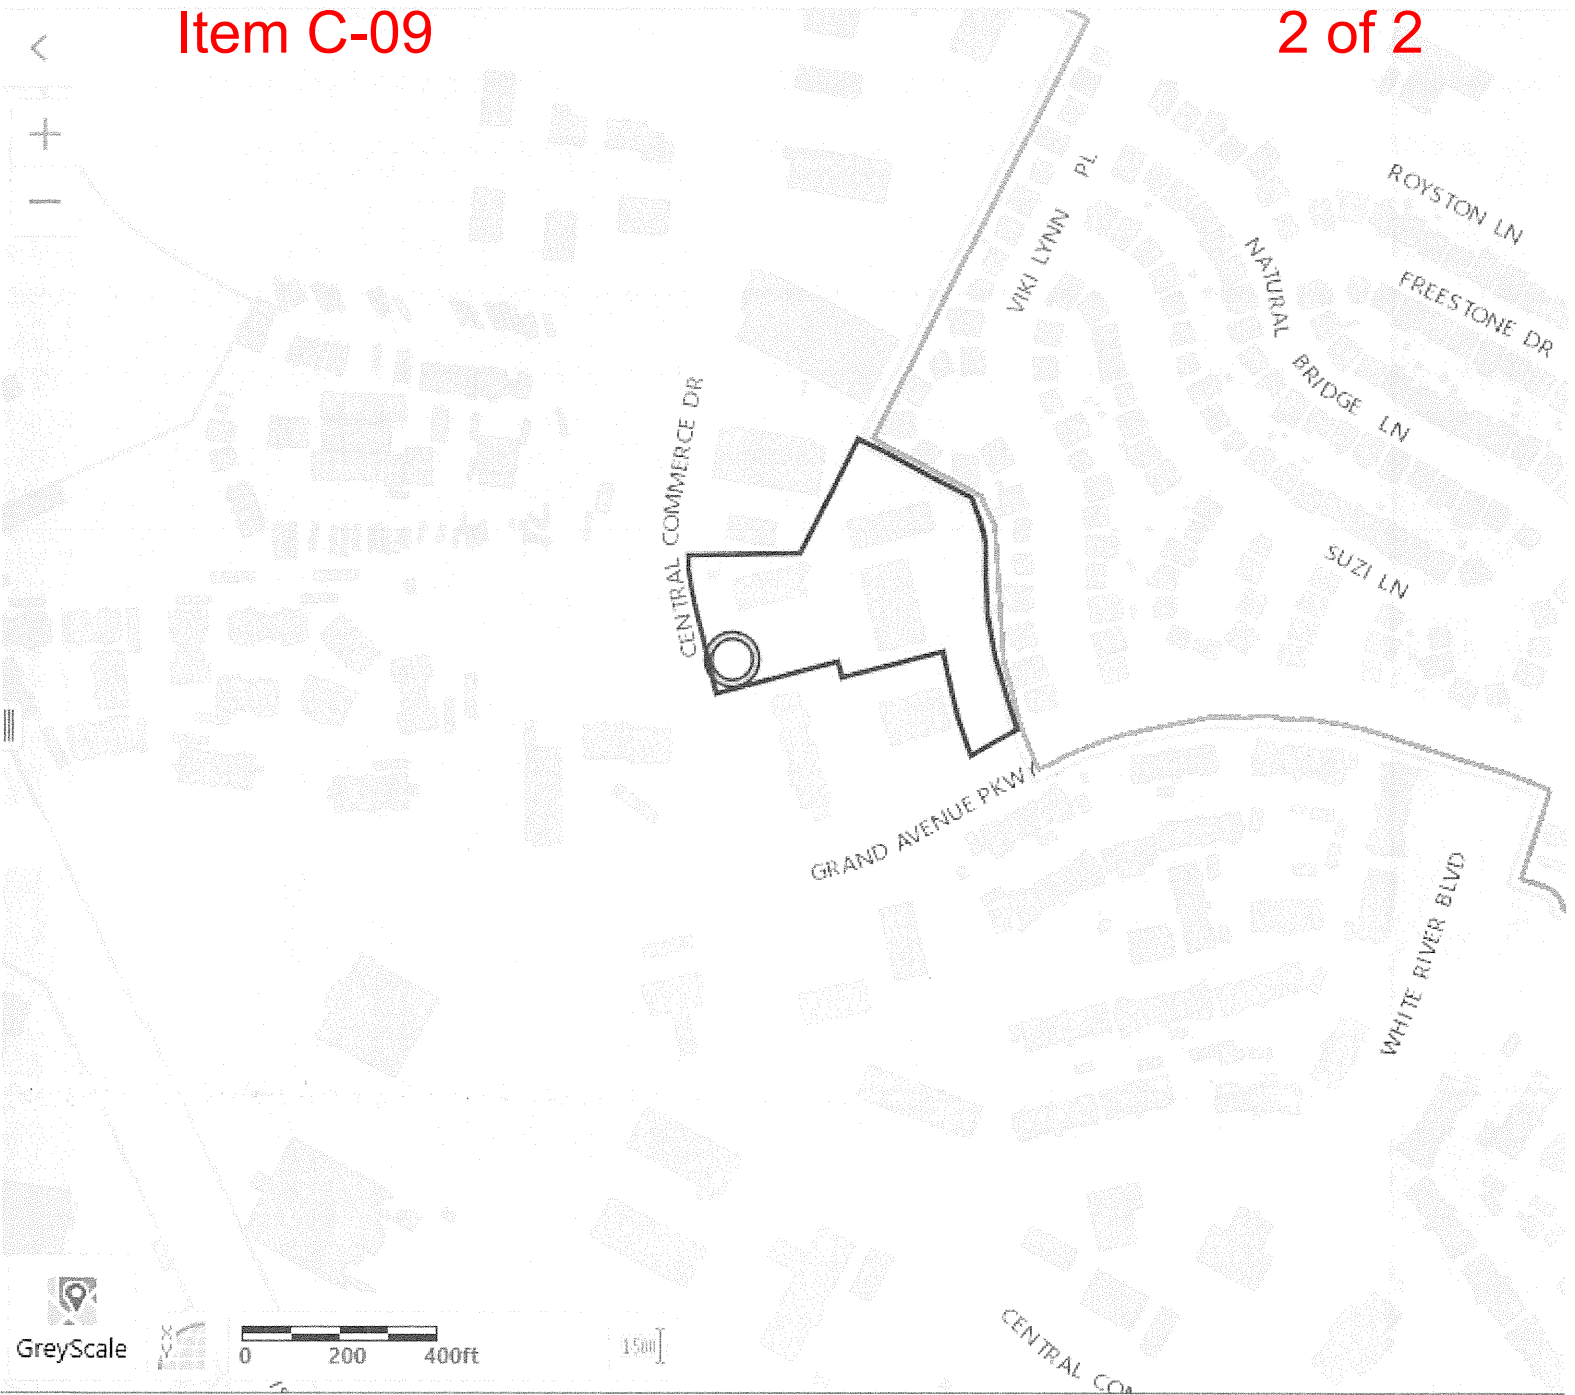 Item C-09
2 of 2
VIKI LYNN PL
ROYSTON LN
NATURAL BRIDGE LN
FREESTONE DR
CENTRAL COMMERCE DR
SUZI LN
GRAND AVENUE PKWY
WHITE RIVER BLVD
GreyScale
0 200 400ft
CENTRAL